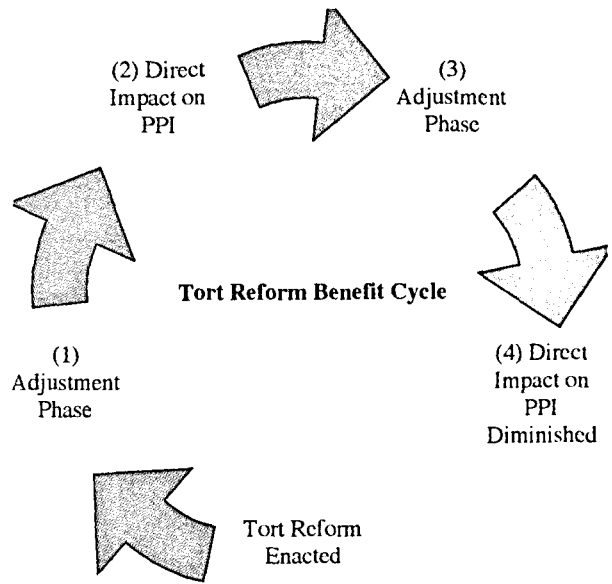 (2) Direct
Impact on
PPI
(3)
Adjustment
Phase
Tort Reform Benefit Cycle
(1)
Adjustment
Phase
(4) Direct
Impact on
PPI
Diminished
Tort Reform
Enacted